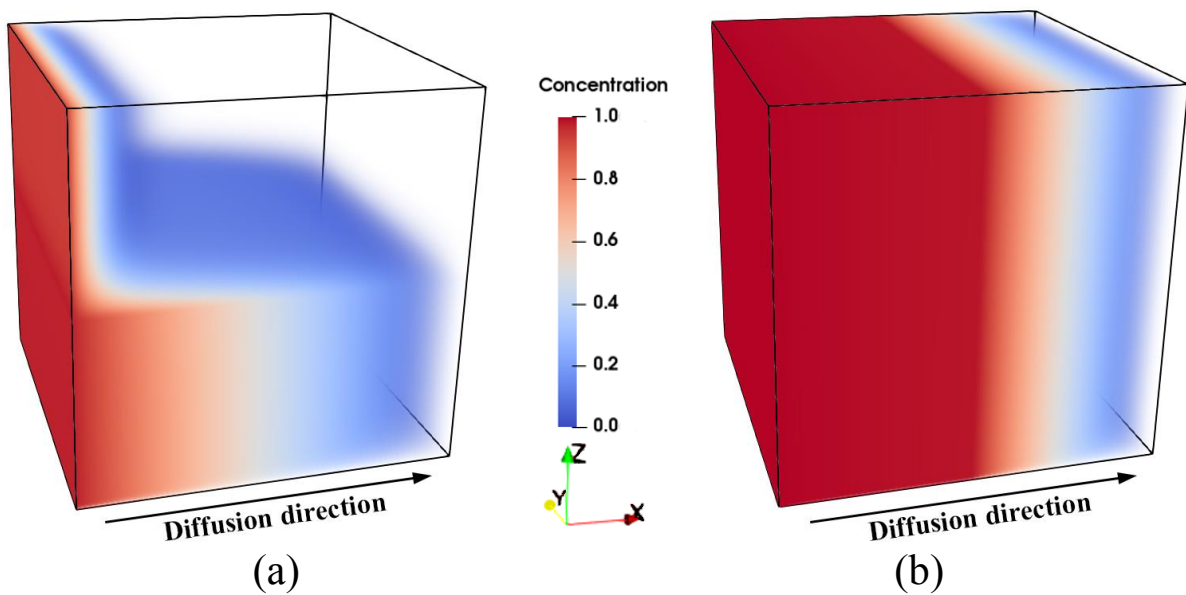 Concentration
1.0
0.8
0.6
0.4
0.2
0.0
Z
Y
X
Diffusion direction
Diffusion direction
(a)
(b)